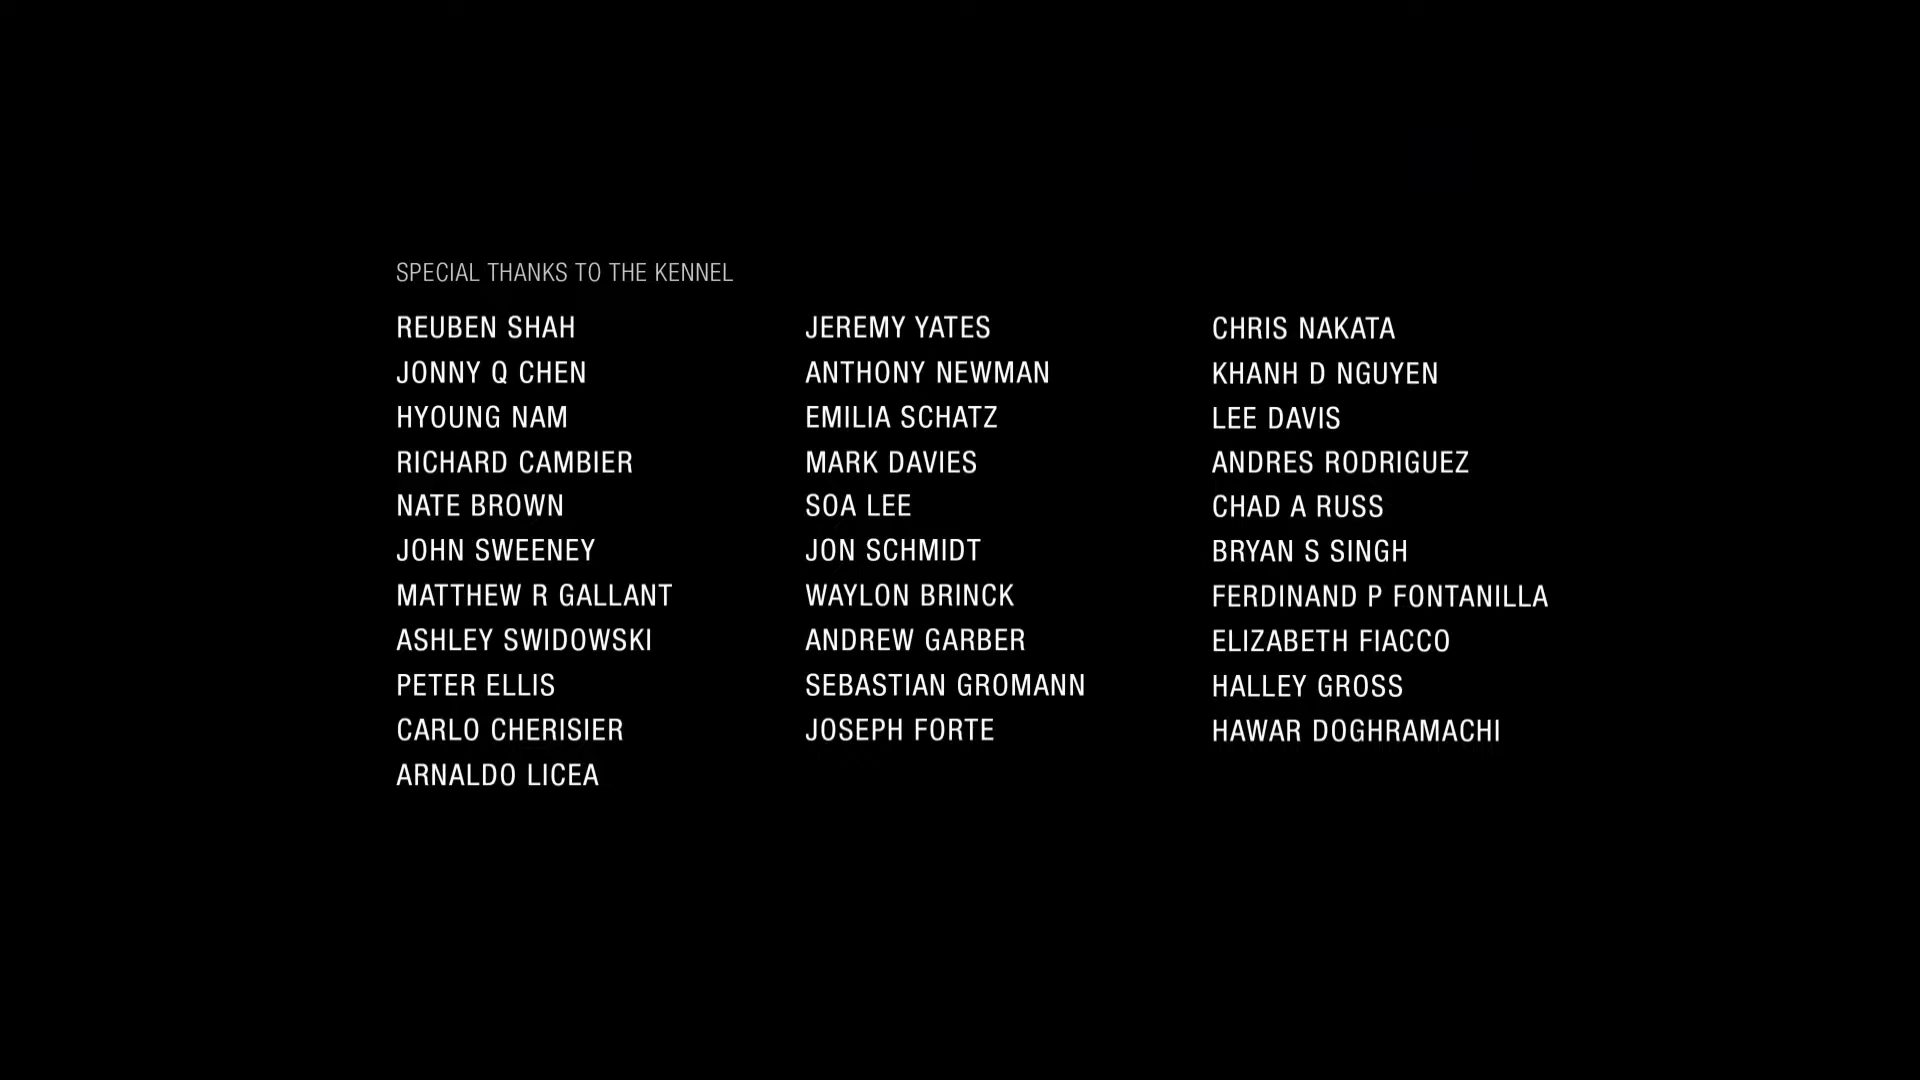 SPECIAL THANKS TO THE KENNEL
REUBEN SHAH
JONNY Q CHEN
HYOUNG NAM
RICHARD CAMBIER
NATE BROWN
JOHN SWEENEY
MATTHEW R GALLANT
ASHLEY SWIDOWSKI
PETER ELLIS
CARLO CHERISIER
ARNALDO LICEA
JEREMY YATES
ANTHONY NEWMAN
EMILIA SCHATZ
MARK DAVIES
SOA LEE
JON SCHMIDT
WAYLON BRINCK
ANDREW GARBER
SEBASTIAN GROMANN
JOSEPH FORTE
CHRIS NAKATA
KHANH D NGUYEN
LEE DAVIS
ANDRES RODRIGUEZ
CHAD A RUSS
BRYAN S SINGH
FERDINAND P FONTANILLA
ELIZABETH FIACCO
HALLEY GROSS
HAWAR DOGHRAMACHI